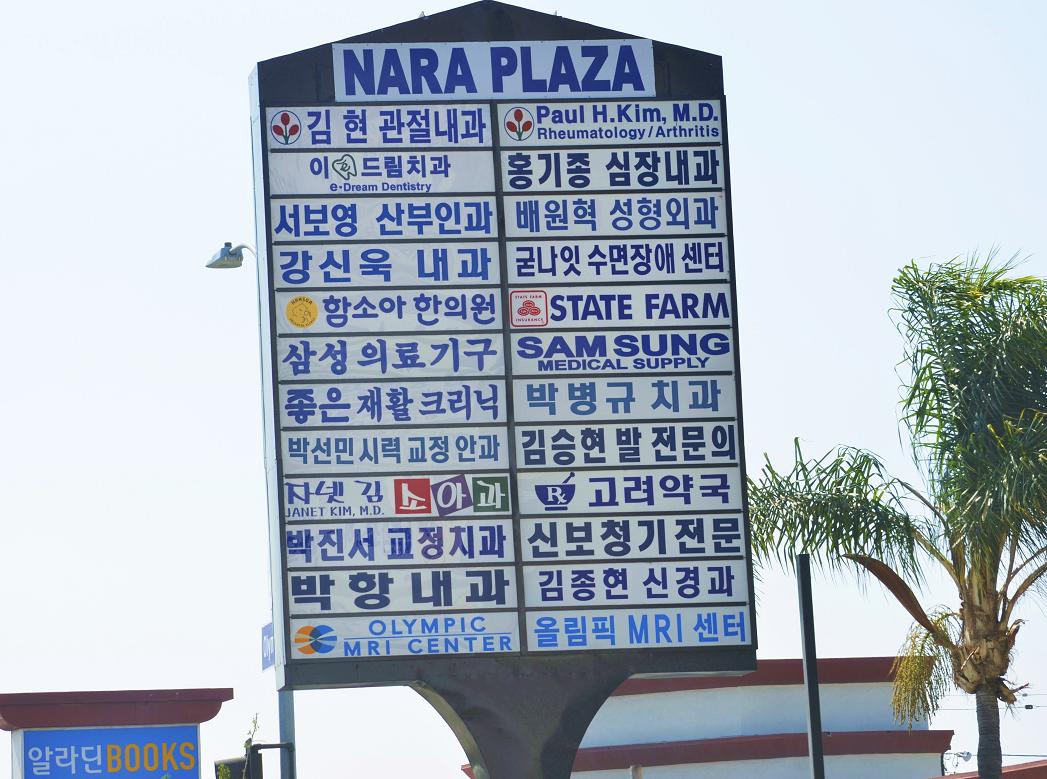 NARA PLAZA
김 현 관절내과
Paul H.Kim, M.D.
Rheumatology/Arthritis
이 e 드림치과
e-Dream Dentistry
홍기종 심장내과
서보영 산부인과
배원혁 성형외과
강신욱 내과
굳나잇 수면장애 센터
함소아 한의원
STATE FARM
INSURANCE
STATE FARM
삼성의료기구
SAMSUNG
MEDICAL SUPPLY
좋은 재활 크리닉
박병규 치과
박선민 시력 교정 안과
김승현 발 전문의
자넷 김 소아과
JANET KIM, M.D.
Rx 고려약국
박진서 교정치과
신보청기전문
박항내과
김종현 신경과
OLYMPIC
MRI CENTER
올림픽 MRI 센터
알라딘BOOKS